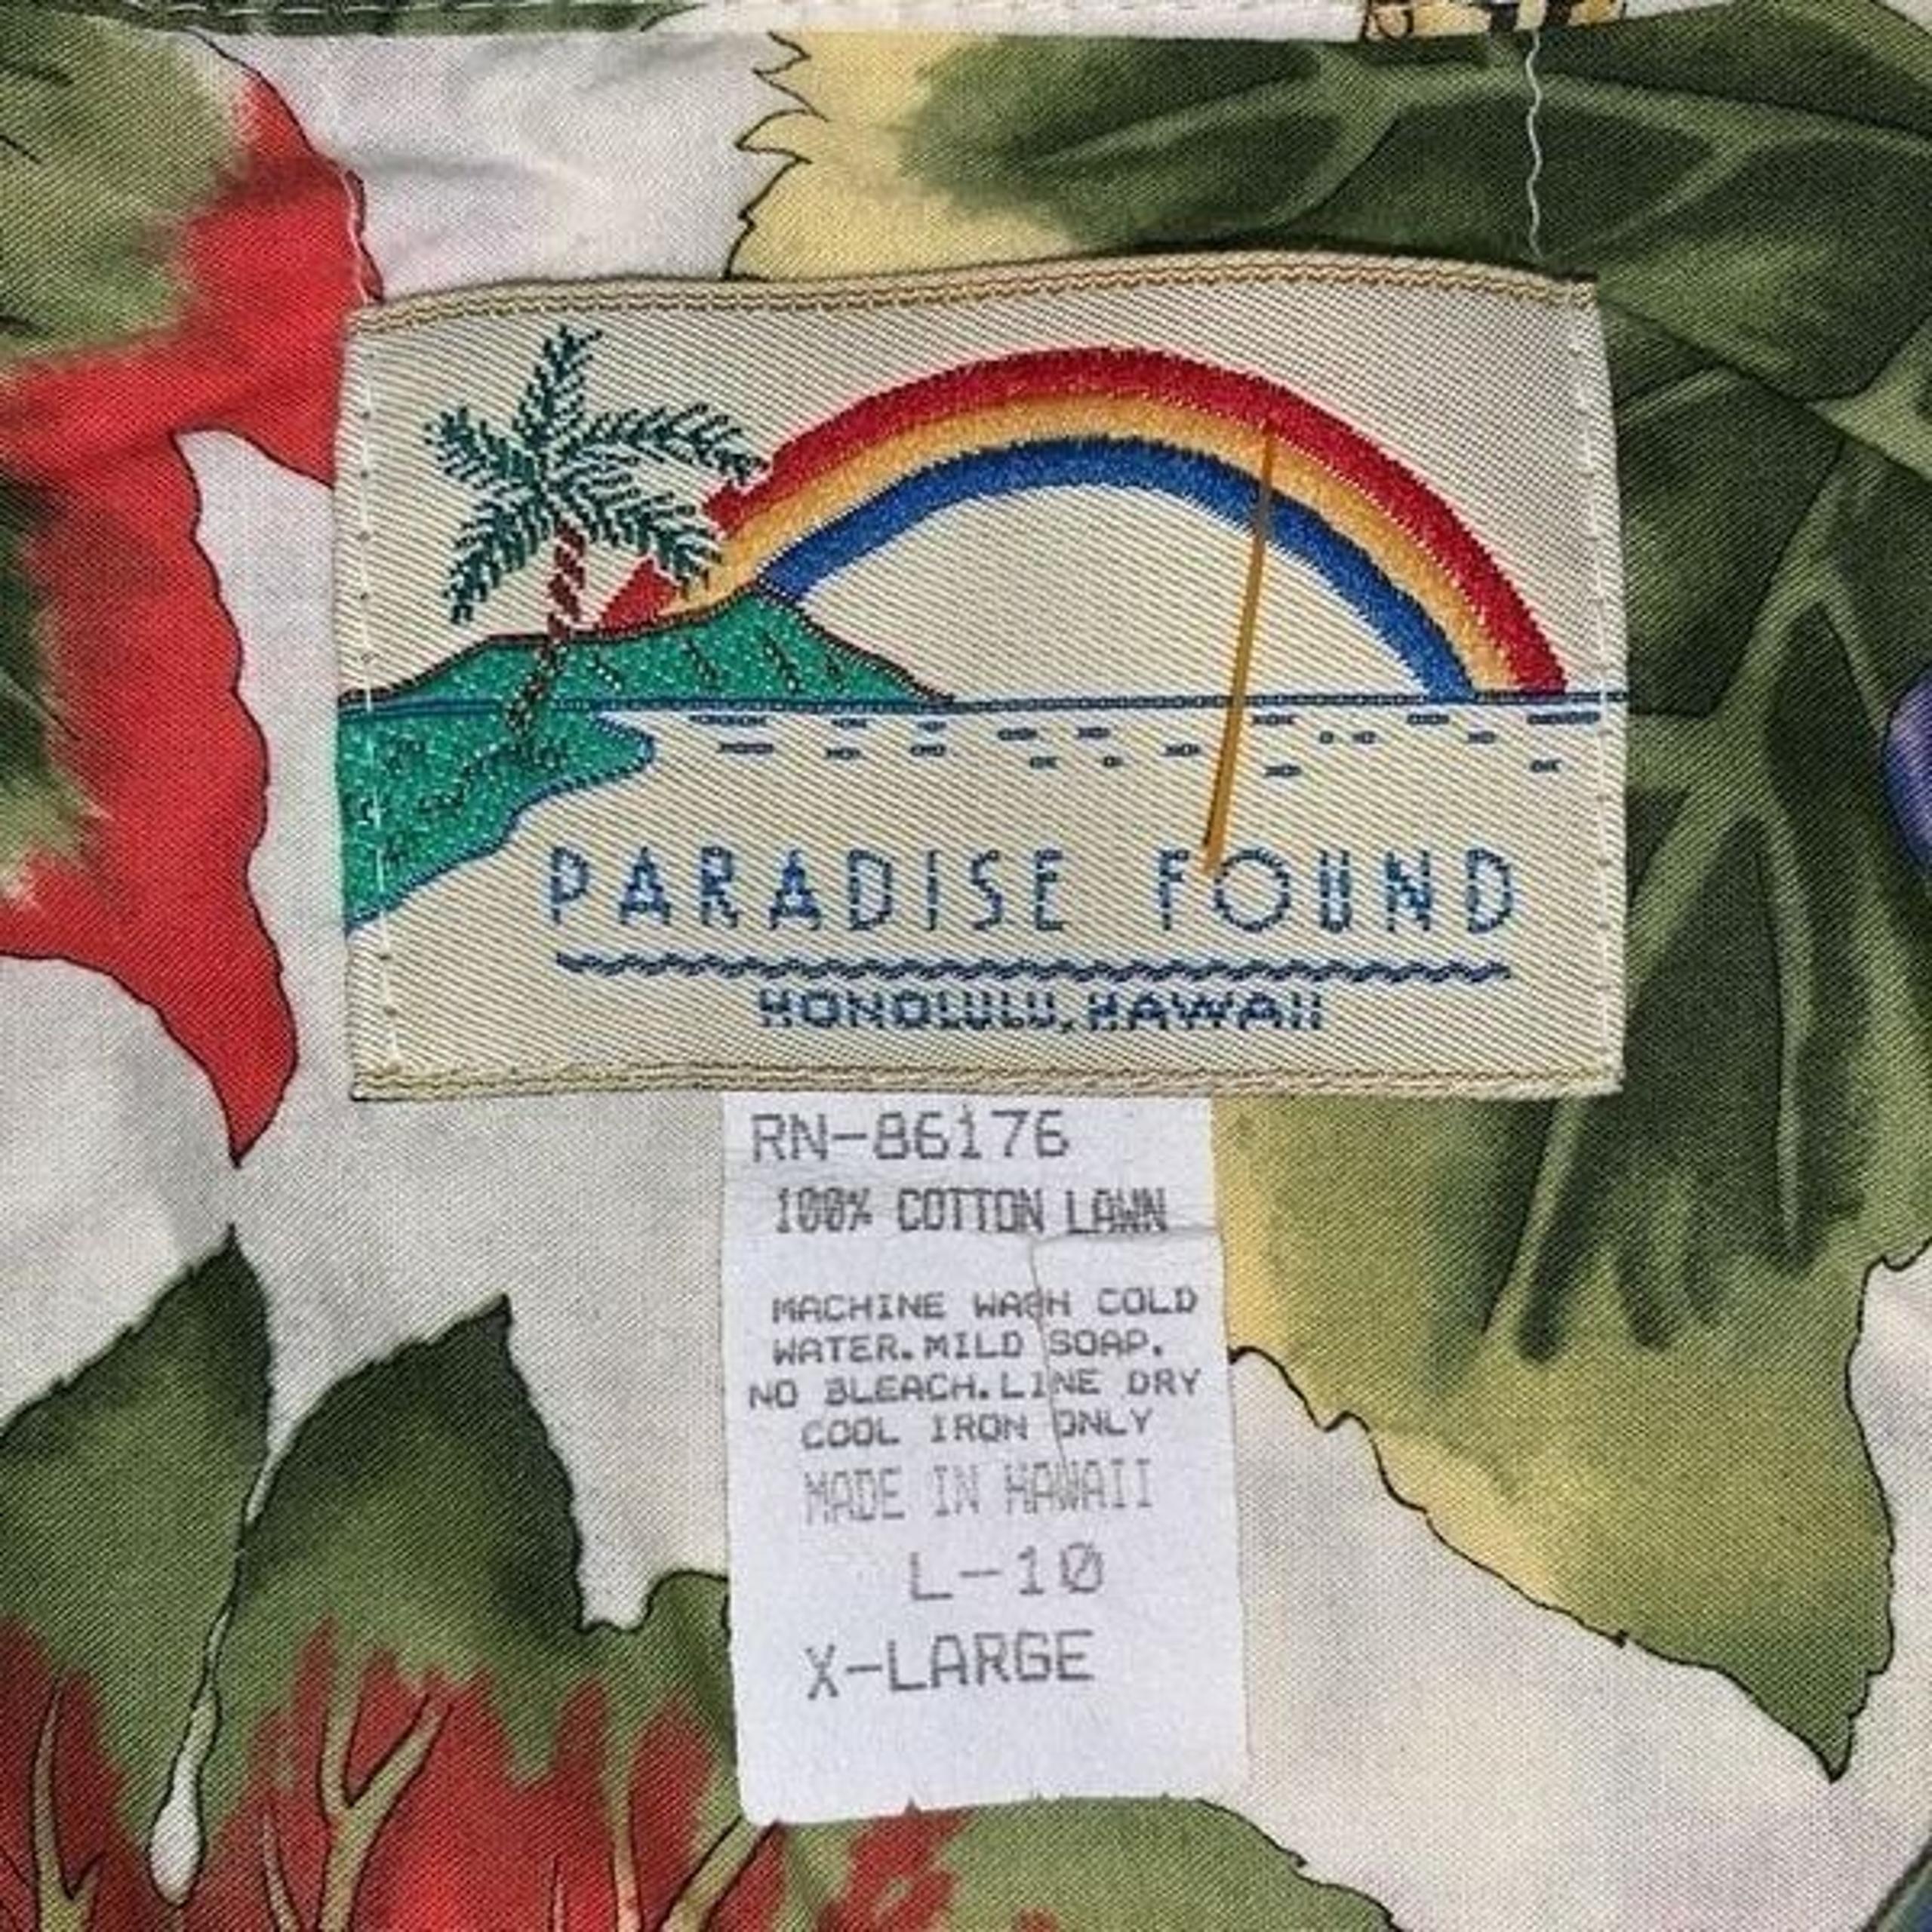 PARADISE FOUND
HONOLULU, HAWAII
RN-86176
100% COTTON LAWN
MACHINE WASH COLD
WATER.MILD SOAP.
NO BLEACH.LINE DRY
COOL IRON ONLY
MADE IN HAWAII
L-10
X-LARGE